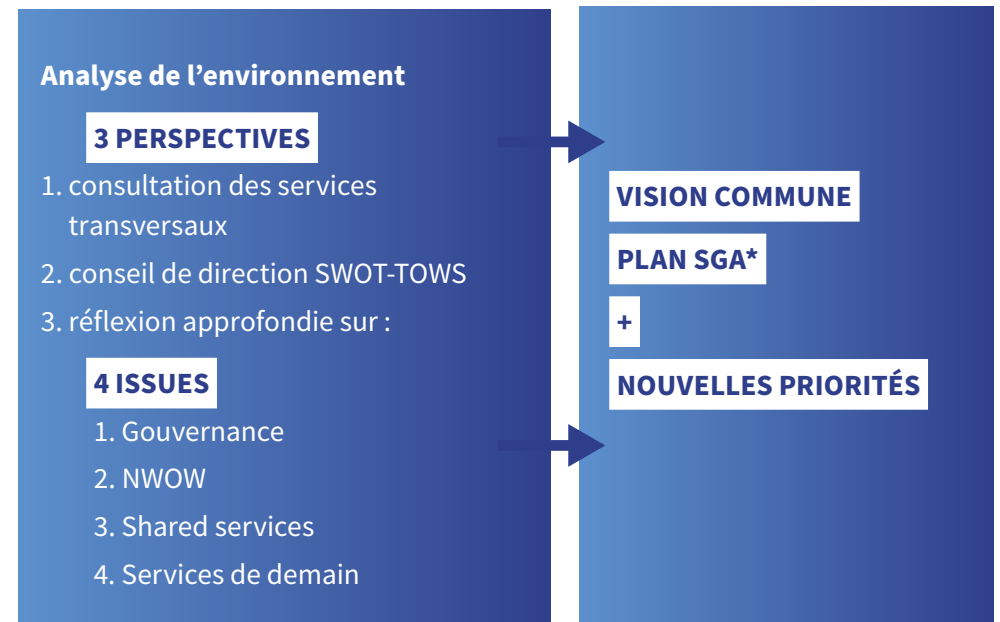 Analyse de l’environnement
3 PERSPECTIVES
1. consultation des services
transversaux
2. conseil de direction SWOT-TOWS
3. réflexion approfondie sur :
4 ISSUES
1. Gouvernance
2. NWOW
3. Shared services
4. Services de demain
VISION COMMUNE
PLAN SGA*
+
NOUVELLES PRIORITÉS